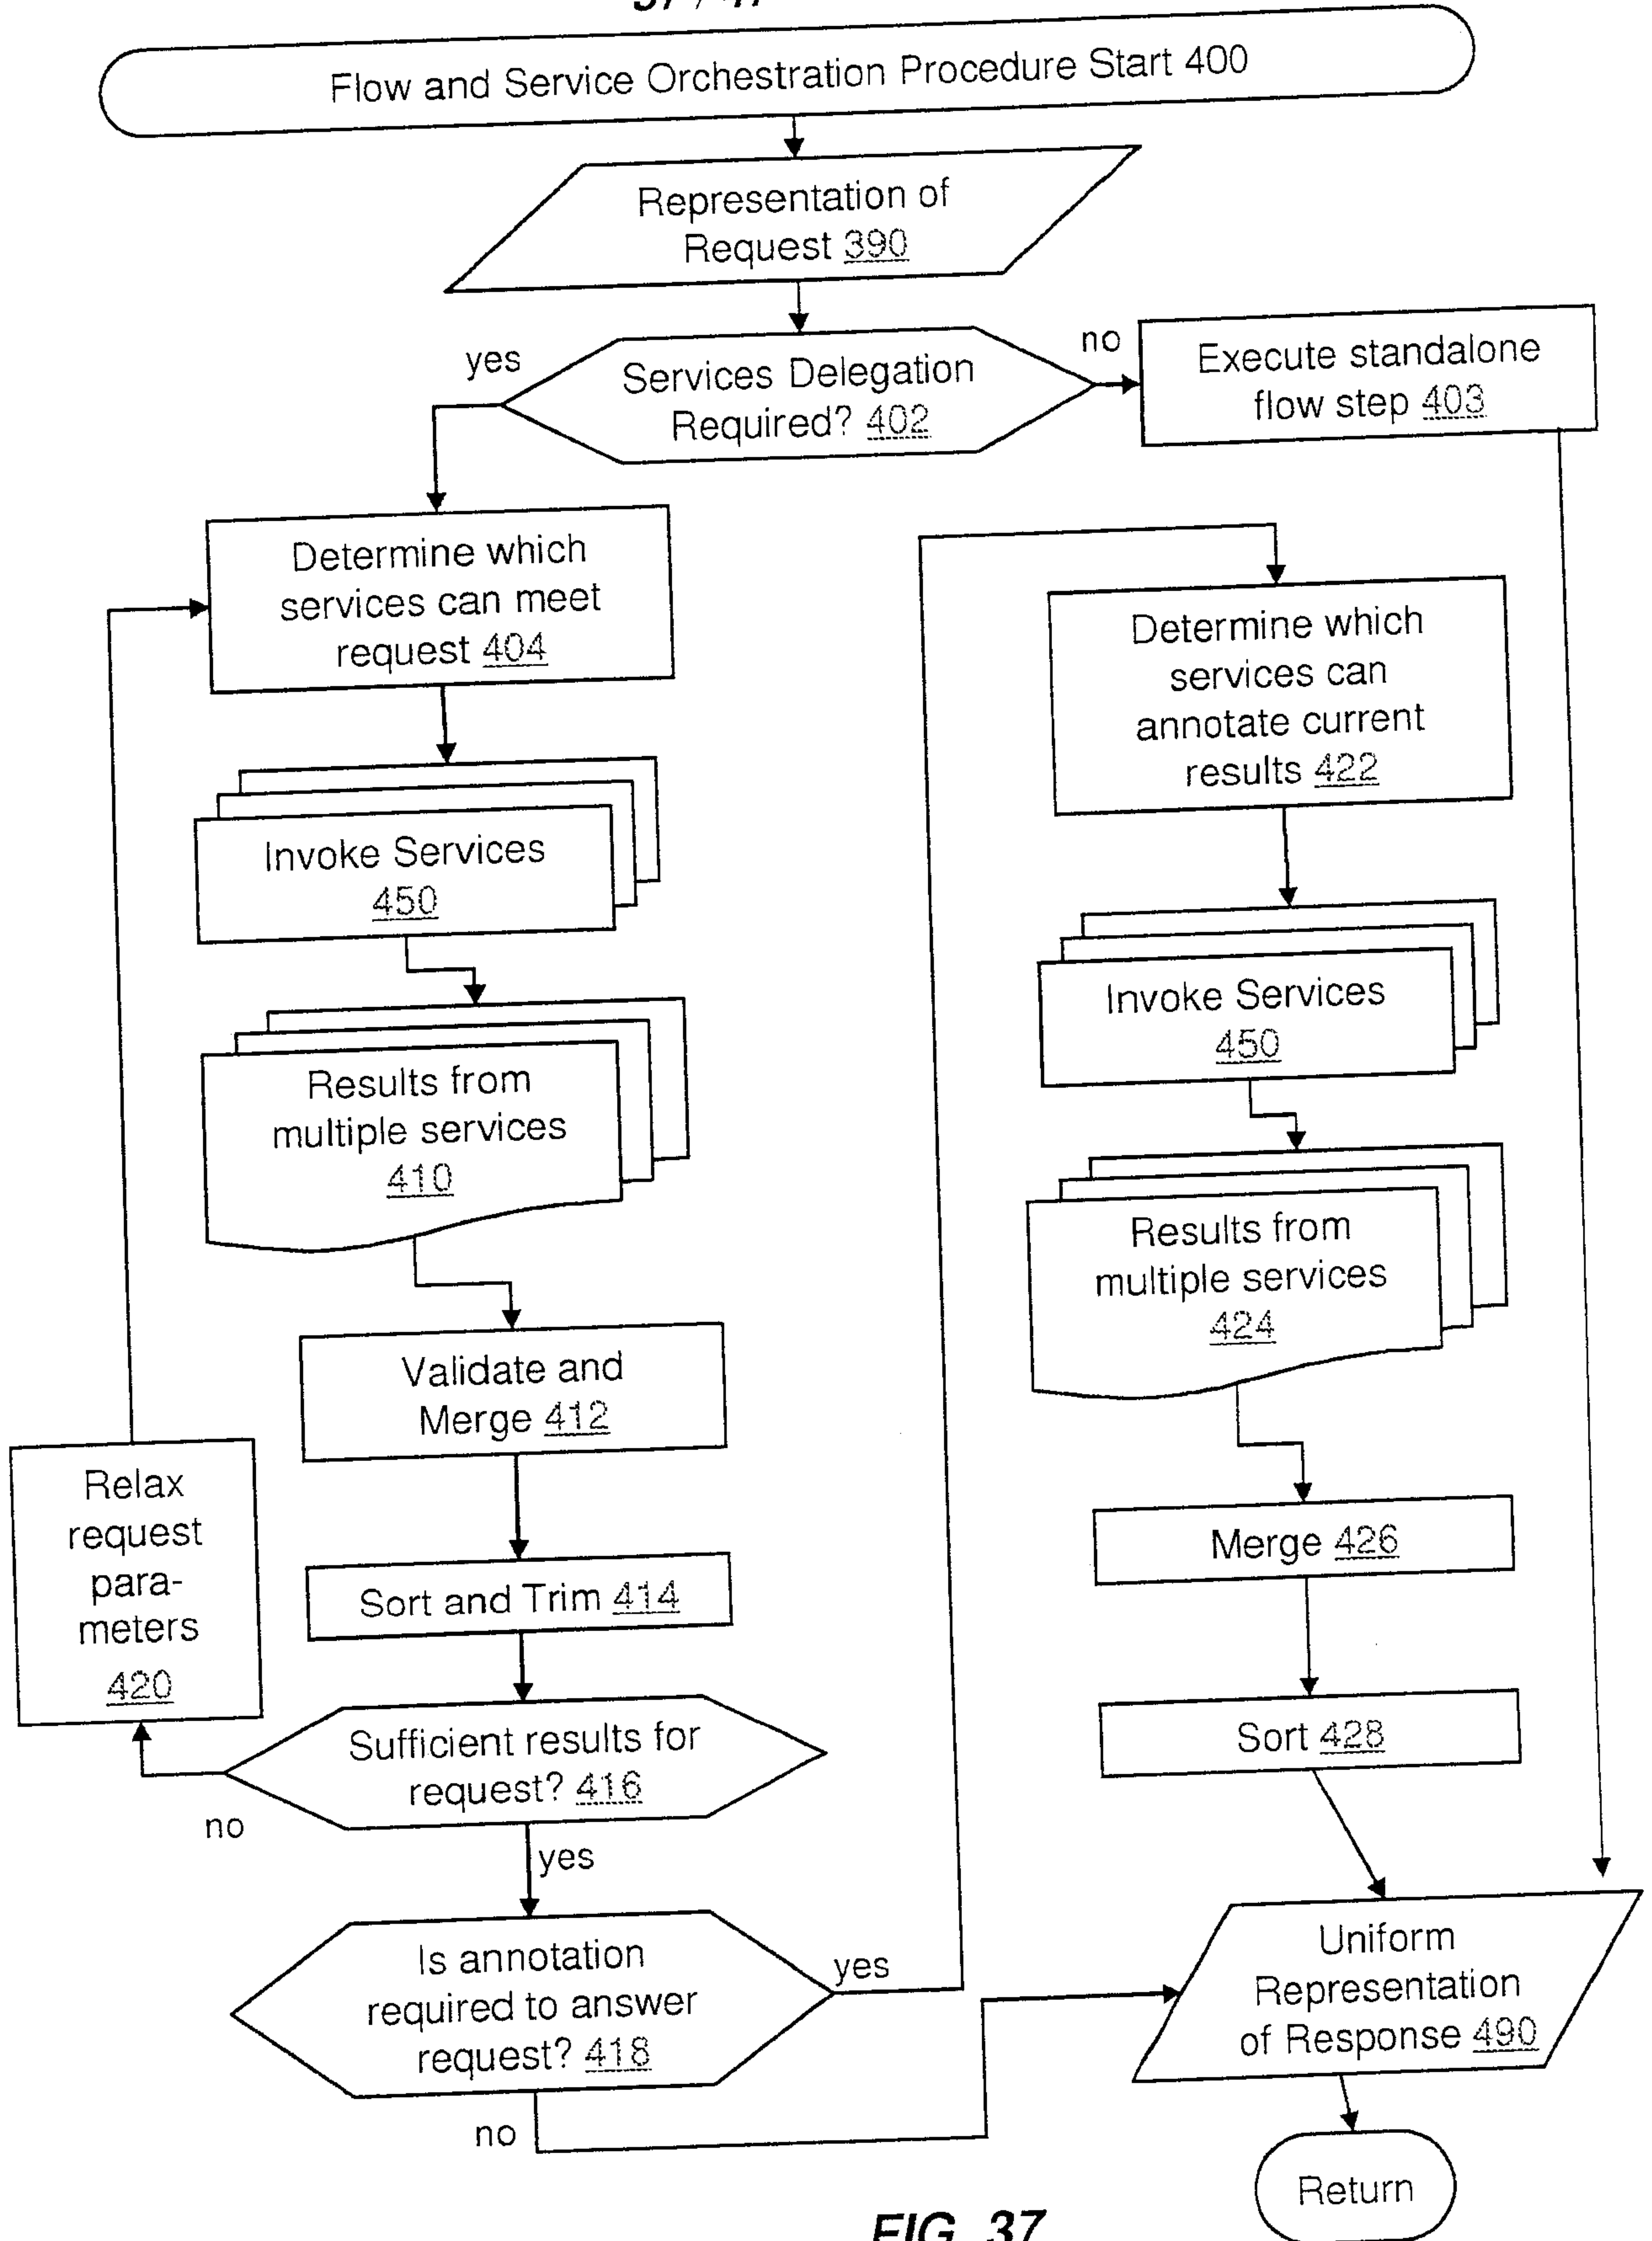 Flow and Service Orchestration Procedure Start 400
Representation of
Request 390
yes
Services Delegation
Required? 402
no
Execute standalone
flow step 403
Determine which
services can meet
request 404
Invoke Services
450
Results from
multiple services
410
Validate and
Merge 412
Sort and Trim 414
Relax
request
para-
meters
420
Sufficient results for
request? 416
no
yes
Is annotation
required to answer
request? 418
yes
no
Determine which
services can
annotate current
results 422
Invoke Services
450
Results from
multiple services
424
Merge 426
Sort 428
Uniform
Representation
of Response 490
Return
FIG. 37